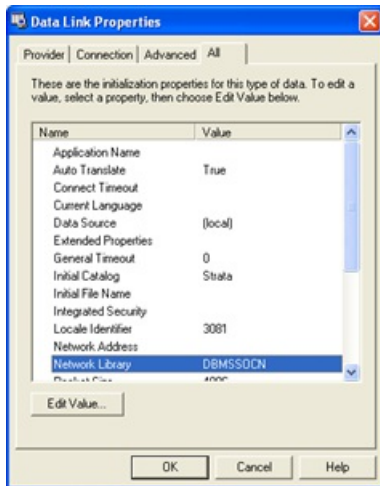 Data Link Properties
Provider Connection Advanced All
These are the initialization properties for this type of data. To edit a
value, select a property, then choose Edit Value below.
Name Value
Application Name
Auto Translate True
Connect Timeout
Current Language
Data Source (local)
Extended Properties
General Timeout 0
Initial Catalog Strata
Initial File Name
Integrated Security
Locale Identifier 3081
Network Address
Network Library DBMSSOCN
Edit Value...
OK Cancel Help